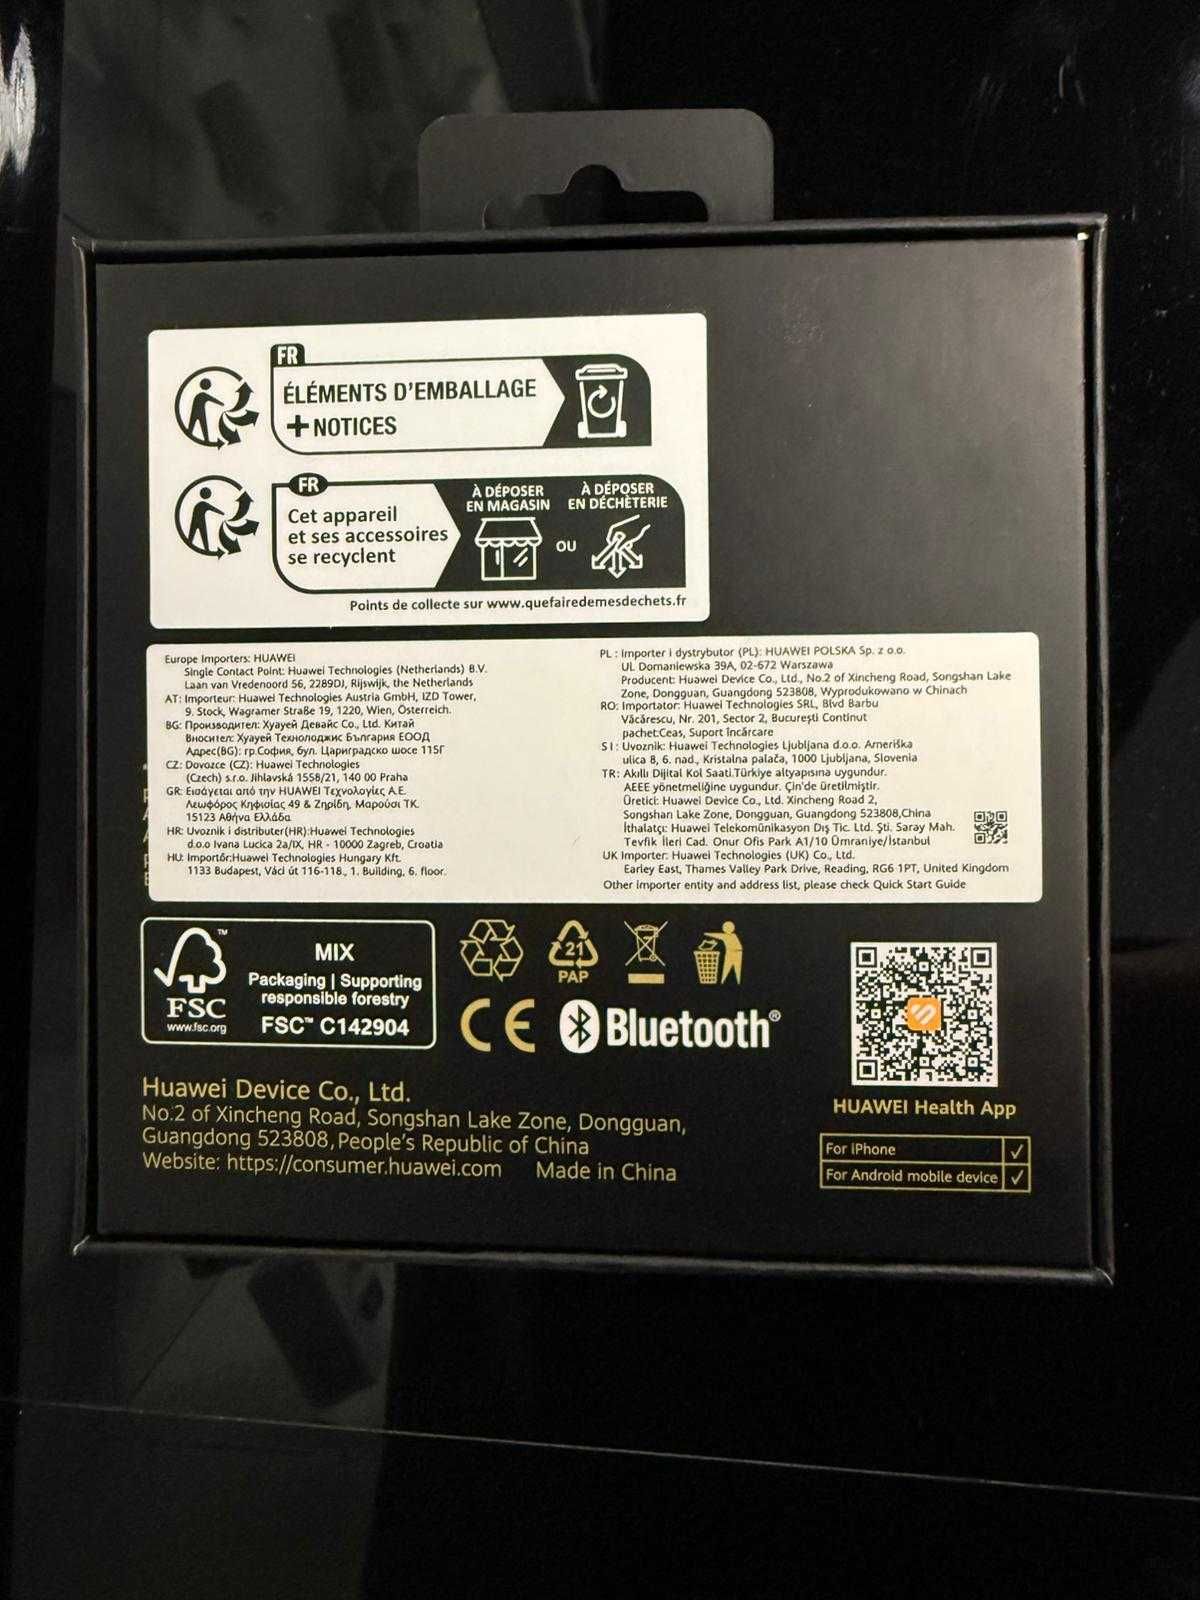 FR
ÉLÉMENTS D'EMBALLAGE
+ NOTICES
FR
Cet appareil
et ses accessoires
se recyclent
À DÉPOSER
EN MAGASIN
OU
À DÉPOSER
EN DÉCHÈTERIE
Points de collecte sur www.quefairedemesdechets.fr
Europe Importers: HUAWEI
Single Contact Point: Huawei Technologies (Netherlands) B.V.
Laan van Vredenoord 56, 2289DJ, Rijswijk, the Netherlands
AT: Importeur: Huawei Technologies Austria GmbH, IZD Tower,
9. Stock, Wagramer Straße 19, 1220, Wien, Österreich.
BG: Производител: Хуауей Девайс Co., Ltd. Китай
Вносител: Хуауей Технолоджис България ЕООД
Адрес(BG): гр.София, бул. Цариградско шосе 115Г
CZ: Dovozce (CZ): Huawei Technologies
(Czech) s.r.o. Jihlavská 1558/21, 140 00 Praha
GR: Εισάγεται από την HUAWEI Τεχνολογίες Α.Ε.
Λεωφόρος Κηφισίας 49 & Ζηρίδη, Μαρούσι ΤΚ.
15123 Αθήνα Ελλάδα
HR: Uvoznik i distributer(HR):Huawei Technologies
d.o.o Ivana Lucica 2a/IX, HR - 10000 Zagreb, Croatia
HU: Importőr:Huawei Technologies Hungary Kft.
1133 Budapest, Váci út 116-118., 1. Building, 6. floor.
PL : Importer i dystrybutor (PL): HUAWEI POLSKA Sp. z o.o.
Ul. Domaniewska 39A, 02-672 Warszawa
Producent: Huawei Device Co., Ltd., No.2 of Xincheng Road, Songshan Lake
Zone, Dongguan, Guangdong 523808, Wyprodukowano w Chinach
RO: Importator: Huawei Technologies SRL, Blvd Barbu
Văcărescu, Nr. 201, Sector 2, București Continut
pachet:Ceas, Suport încărcare
SI: Uvoznik: Huawei Technologies Ljubljana d.o.o. Ameriška
ulica 8, 6. nad., Kristalna palača, 1000 Ljubljana, Slovenia
TR: Akıllı Dijital Kol Saati.Türkiye altyapısına uygundur.
AEEE yönetmeliğine uygundur. Çin'de üretilmiştir.
Üretici: Huawei Device Co., Ltd. Xincheng Road 2,
Songshan Lake Zone, Dongguan, Guangdong 523808,China
İthalatçı: Huawei Telekomünikasyon Dış Tic. Ltd. Şti. Saray Mah.
Tevfik İleri Cad. Onur Ofis Park A1/10 Ümraniye/İstanbul
UK Importer: Huawei Technologies (UK) Co., Ltd.
Earley East, Thames Valley Park Drive, Reading, RG6 1PT, United Kingdom
Other importer entity and address list, please check Quick Start Guide
FSC
www.fsc.org
MIX
Packaging | Supporting
responsible forestry
FSC™ C142904
21
PAP
CE
Bluetooth®
HUAWEI Health App
For iPhone ✓
For Android mobile device ✓
Huawei Device Co., Ltd.
No.2 of Xincheng Road, Songshan Lake Zone, Dongguan,
Guangdong 523808, People's Republic of China
Website: https://consumer.huawei.com Made in China